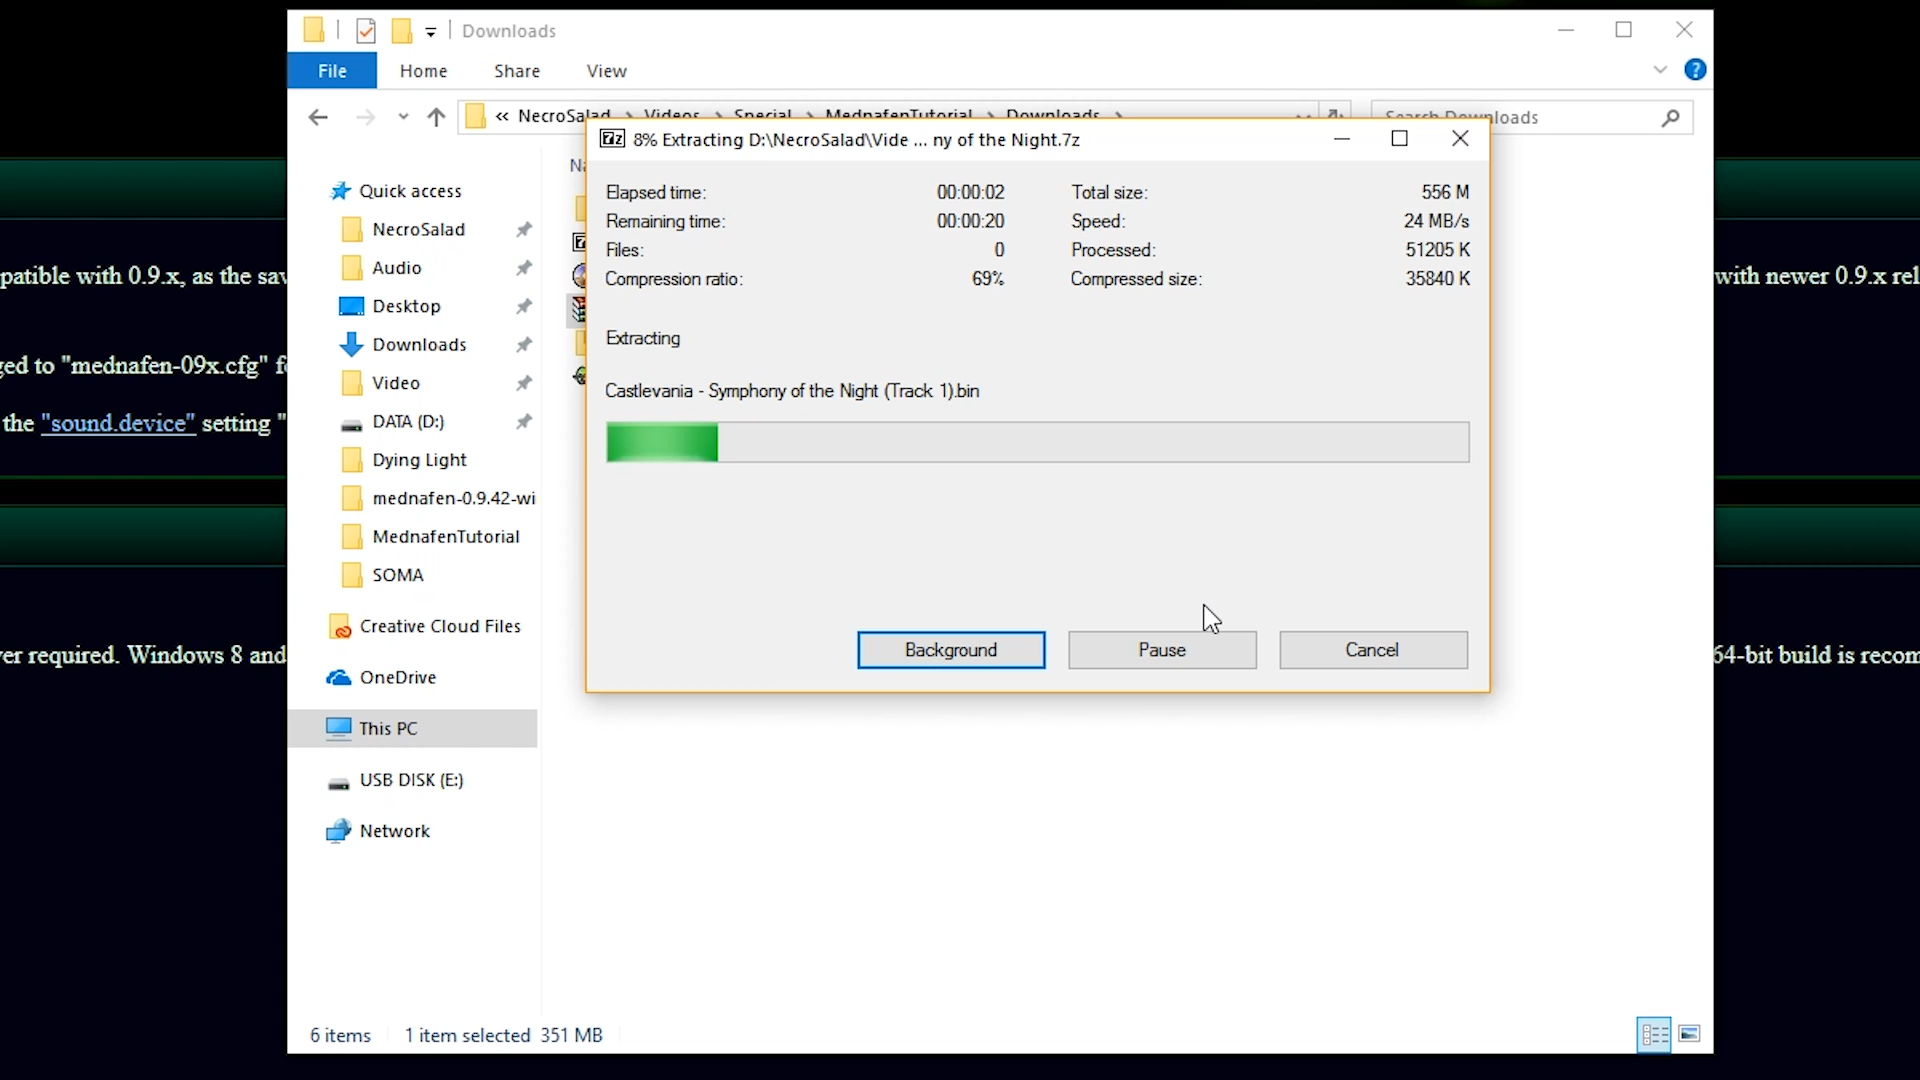 Downloads
File Home Share View
« NecroSalad Videos Special MednafenTutorial Downloads
Search Downloads
7z 8% Extracting D:\NecroSalad\Vide ... ny of the Night.7z
Elapsed time: 00:00:02 Total size: 556 M
Remaining time: 00:00:20 Speed: 24 MB/s
Files: 0 Processed: 51205 K
Compression ratio: 69% Compressed size: 35840 K
Extracting
Castlevania - Symphony of the Night (Track 1).bin
Background Pause Cancel
Quick access
NecroSalad
Audio
Desktop
Downloads
Video
DATA (D:)
Dying Light
mednafen-0.9.42-wi
MednafenTutorial
SOMA
Creative Cloud Files
OneDrive
This PC
USB DISK (E:)
Network
6 items 1 item selected 351 MB
patible with 0.9.x, as the sav
with newer 0.9.x rel
ged to "mednafen-09x.cfg" f
the "sound.device" setting "
er required. Windows 8 and
64-bit build is recom